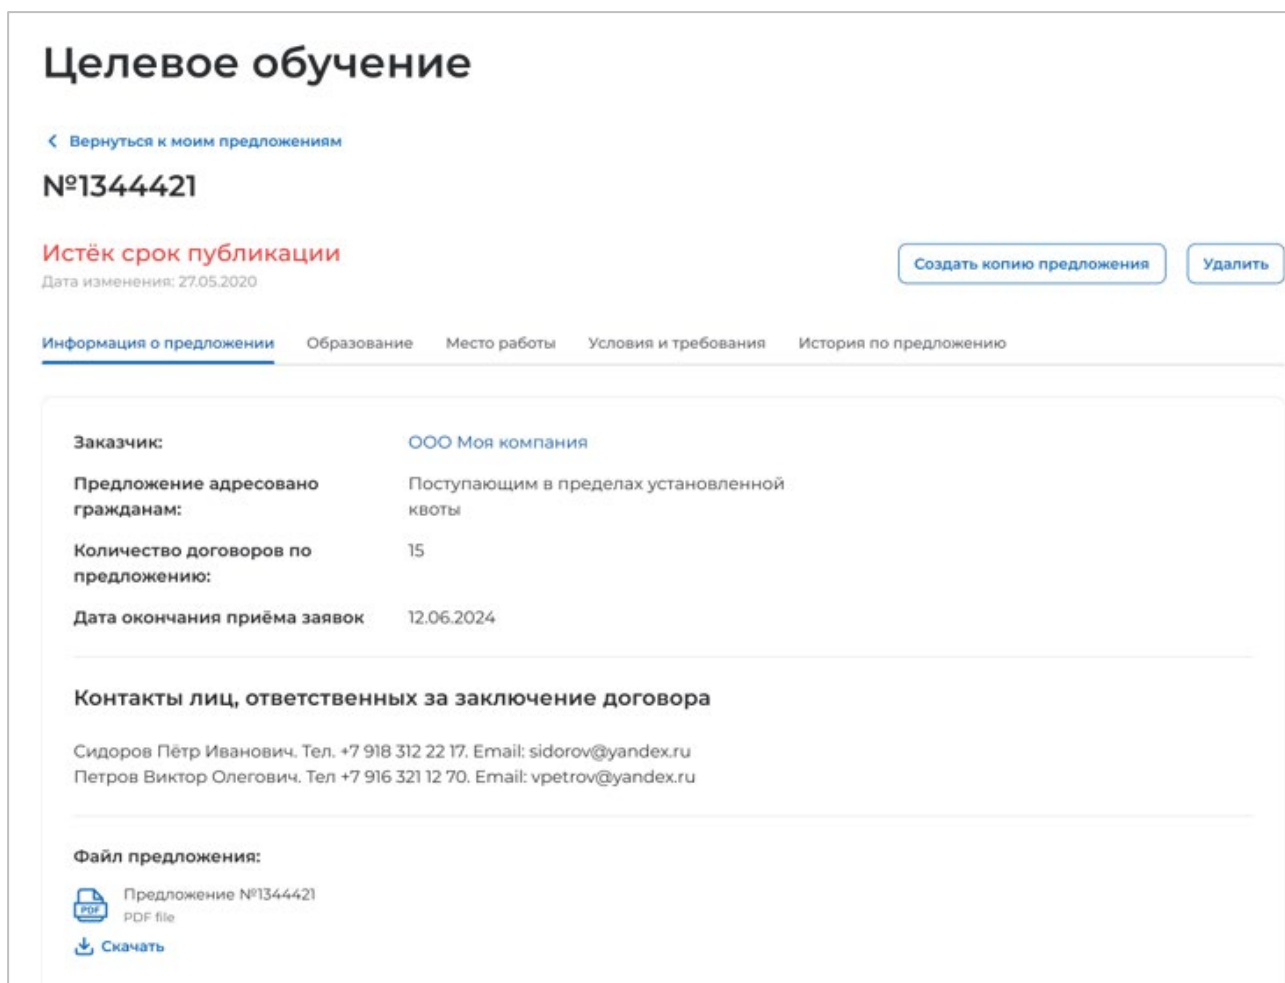 Целевое обучение
Вернуться к моим предложениям
№1344421
Истёк срок публикации
Дата изменения: 27.05.2020
Создать копию предложения
Удалить
Информация о предложении Образование Место работы Условия и требования История по предложению
Заказчик: ООО Моя компания
Предложение адресовано Поступающим в пределах установленной
гражданам: квоты
Количество договоров по 15
предложению:
Дата окончания приёма заявок 12.06.2024
Контакты лиц, ответственных за заключение договора
Сидоров Пётр Иванович. Тел. +7 918 312 22 17. Email: sidorov@yandex.ru
Петров Виктор Олегович. Тел +7 916 321 12 70. Email: vpetrov@yandex.ru
Файл предложения:
Предложение №1344421
PDF
PDF file
Скачать